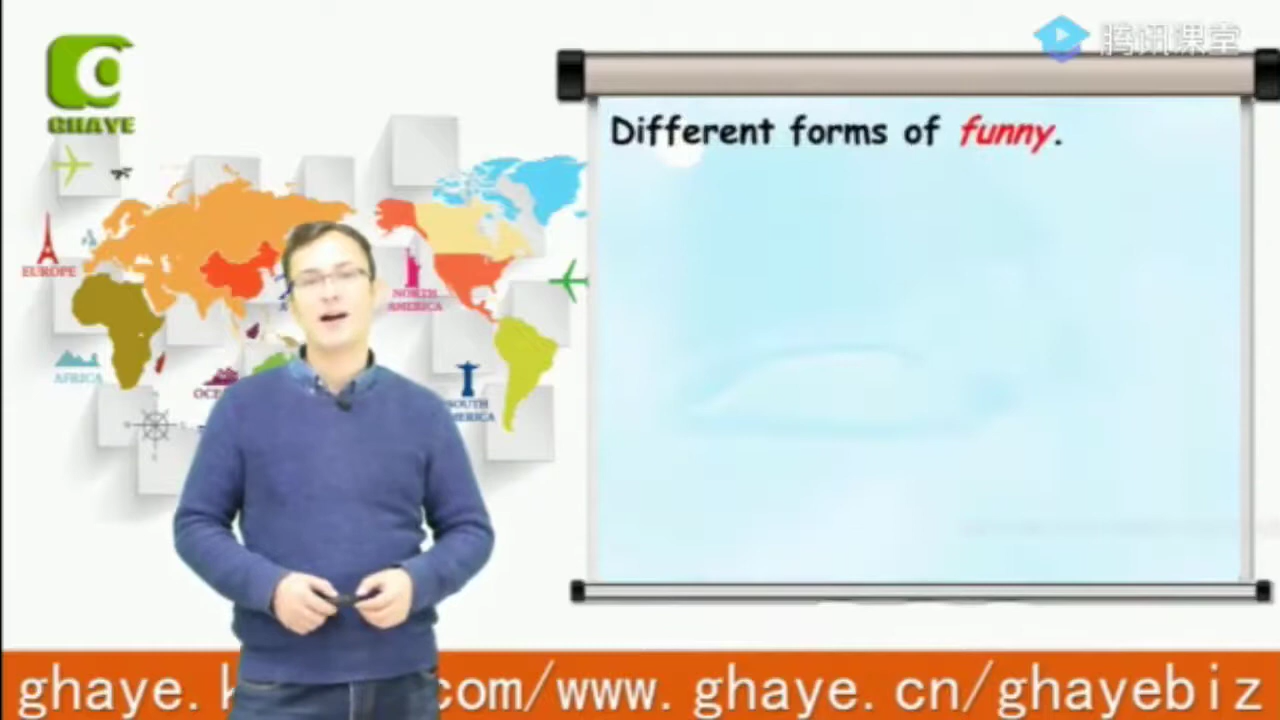 腾讯课堂
GHAYE
Different forms of funny.
EUROPE
NORTH
AMERICA
AFRICA
SOUTH
ghaye.k
com/www.ghaye.cn/ghayebiz